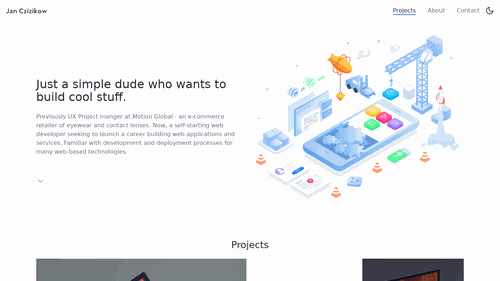 Jan Czizikow
Projects
About
Contact
Just a simple dude who wants to
build cool stuff.
Previously UX Project manger at Motion Global - an e-commerce
retailer of eyewear and contact lenses. Now, a self-starting web
developer seeking to launch a career building web applications and
services. Familiar with development and deployment processes for
many web-based technologies.
Projects